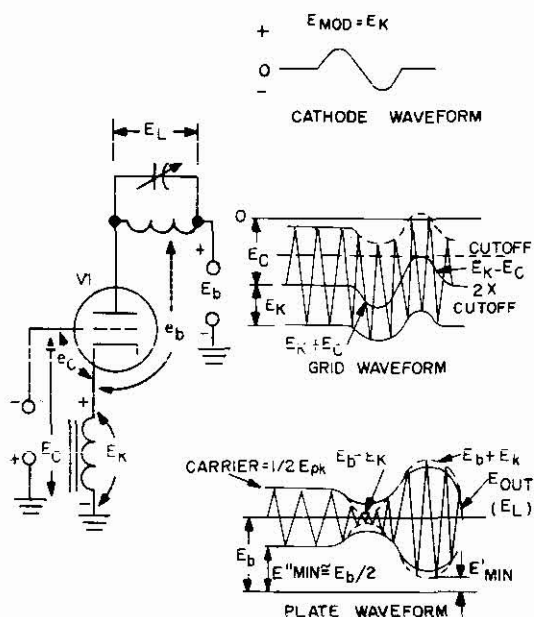 E_MOD = E_K
+
0
-
CATHODE WAVEFORM
E_L
+
E_b
-
V1
e_b
e_C
-
+
E_C
+
E_K
-
0
E_C
E_K
CUTOFF
E_K-E_C
2X
CUTOFF
E_K+E_C
GRID WAVEFORM
CARRIER=1/2 E_pk
E_b-E_K
E_b+E_k
E_OUT
(E_L)
E_b
E"MIN≅E_b/2
E'MIN
PLATE WAVEFORM